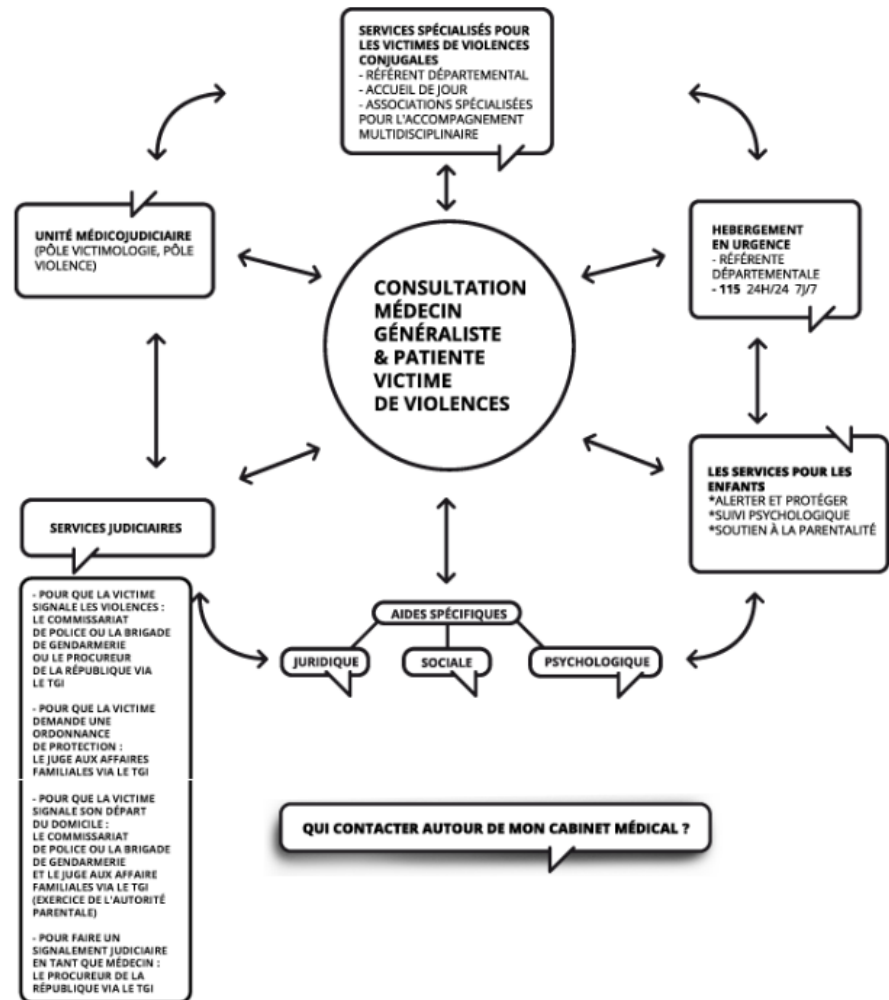 SERVICES SPÉCIALISÉS POUR
LES VICTIMES DE VIOLENCES
CONJUGALES
- RÉFÉRENT DÉPARTEMENTAL
- ACCUEIL DE JOUR
- ASSOCIATIONS SPÉCIALISÉES
POUR L'ACCOMPAGNEMENT
MULTIDISCIPLINAIRE
UNITÉ MÉDICOJUDICIAIRE
(PÔLE VICTIMOLOGIE, PÔLE
VIOLENCE)
HEBERGEMENT
EN URGENCE
- RÉFÉRENTE
DÉPARTEMENTALE
- 115 24H/24 7J/7
CONSULTATION
MÉDECIN
GÉNÉRALISTE
& PATIENTE
VICTIME
DE VIOLENCES
LES SERVICES POUR LES
ENFANTS
*ALERTER ET PROTÉGER
*SUIVI PSYCHOLOGIQUE
*SOUTIEN À LA PARENTALITÉ
SERVICES JUDICIAIRES
- POUR QUE LA VICTIME
SIGNALE LES VIOLENCES :
LE COMMISSARIAT
DE POLICE OU LA BRIGADE
DE GENDARMERIE
OU LE PROCUREUR
DE LA RÉPUBLIQUE VIA
LE TGI
- POUR QUE LA VICTIME
DEMANDE UNE
ORDONNANCE
DE PROTECTION :
LE JUGE AUX AFFAIRES
FAMILIALES VIA LE TGI
- POUR QUE LA VICTIME
SIGNALE SON DÉPART
DU DOMICILE :
LE COMMISSARIAT
DE POLICE OU LA BRIGADE
DE GENDARMERIE
ET LE JUGE AUX AFFAIRE
FAMILIALES VIA LE TGI
(EXERCICE DE L'AUTORITÉ
PARENTALE)
- POUR FAIRE UN
SIGNALEMENT JUDICIAIRE
EN TANT QUE MÉDECIN :
LE PROCUREUR DE LA
RÉPUBLIQUE VIA LE TGI
AIDES SPÉCIFIQUES
JURIDIQUE
SOCIALE
PSYCHOLOGIQUE
QUI CONTACTER AUTOUR DE MON CABINET MÉDICAL ?